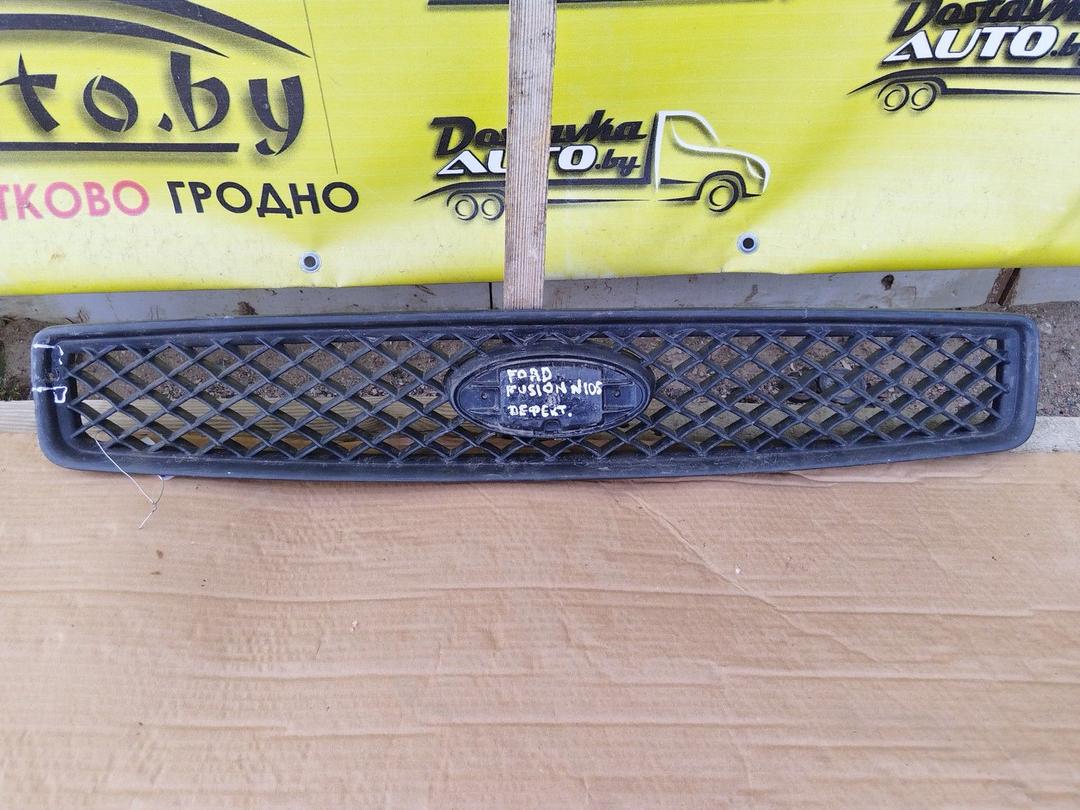 to.by
ТКОВО ГРОДНО
Dostavka
AUTO.by
Dostavka
AUTO.by
FORD
FUSION N105
ДЕФЕКТ.